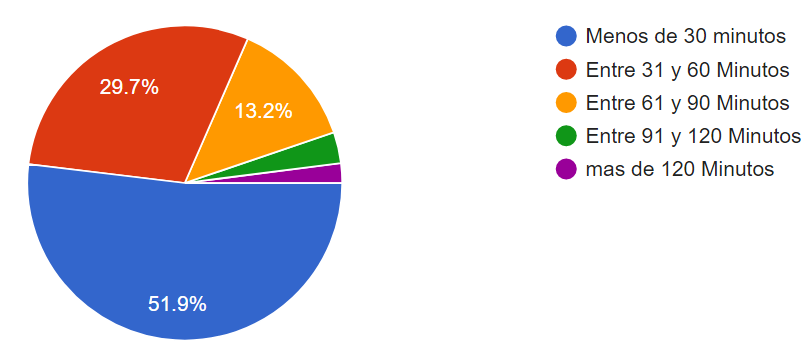 29.7%
13.2%
51.9%
Menos de 30 minutos
Entre 31 y 60 Minutos
Entre 61 y 90 Minutos
Entre 91 y 120 Minutos
mas de 120 Minutos